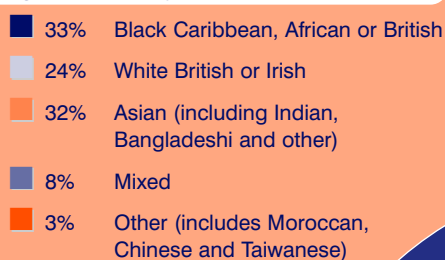 33% Black Caribbean, African or British
24% White British or Irish
32% Asian (including Indian,
Bangladeshi and other)
8% Mixed
3% Other (includes Moroccan,
Chinese and Taiwanese)